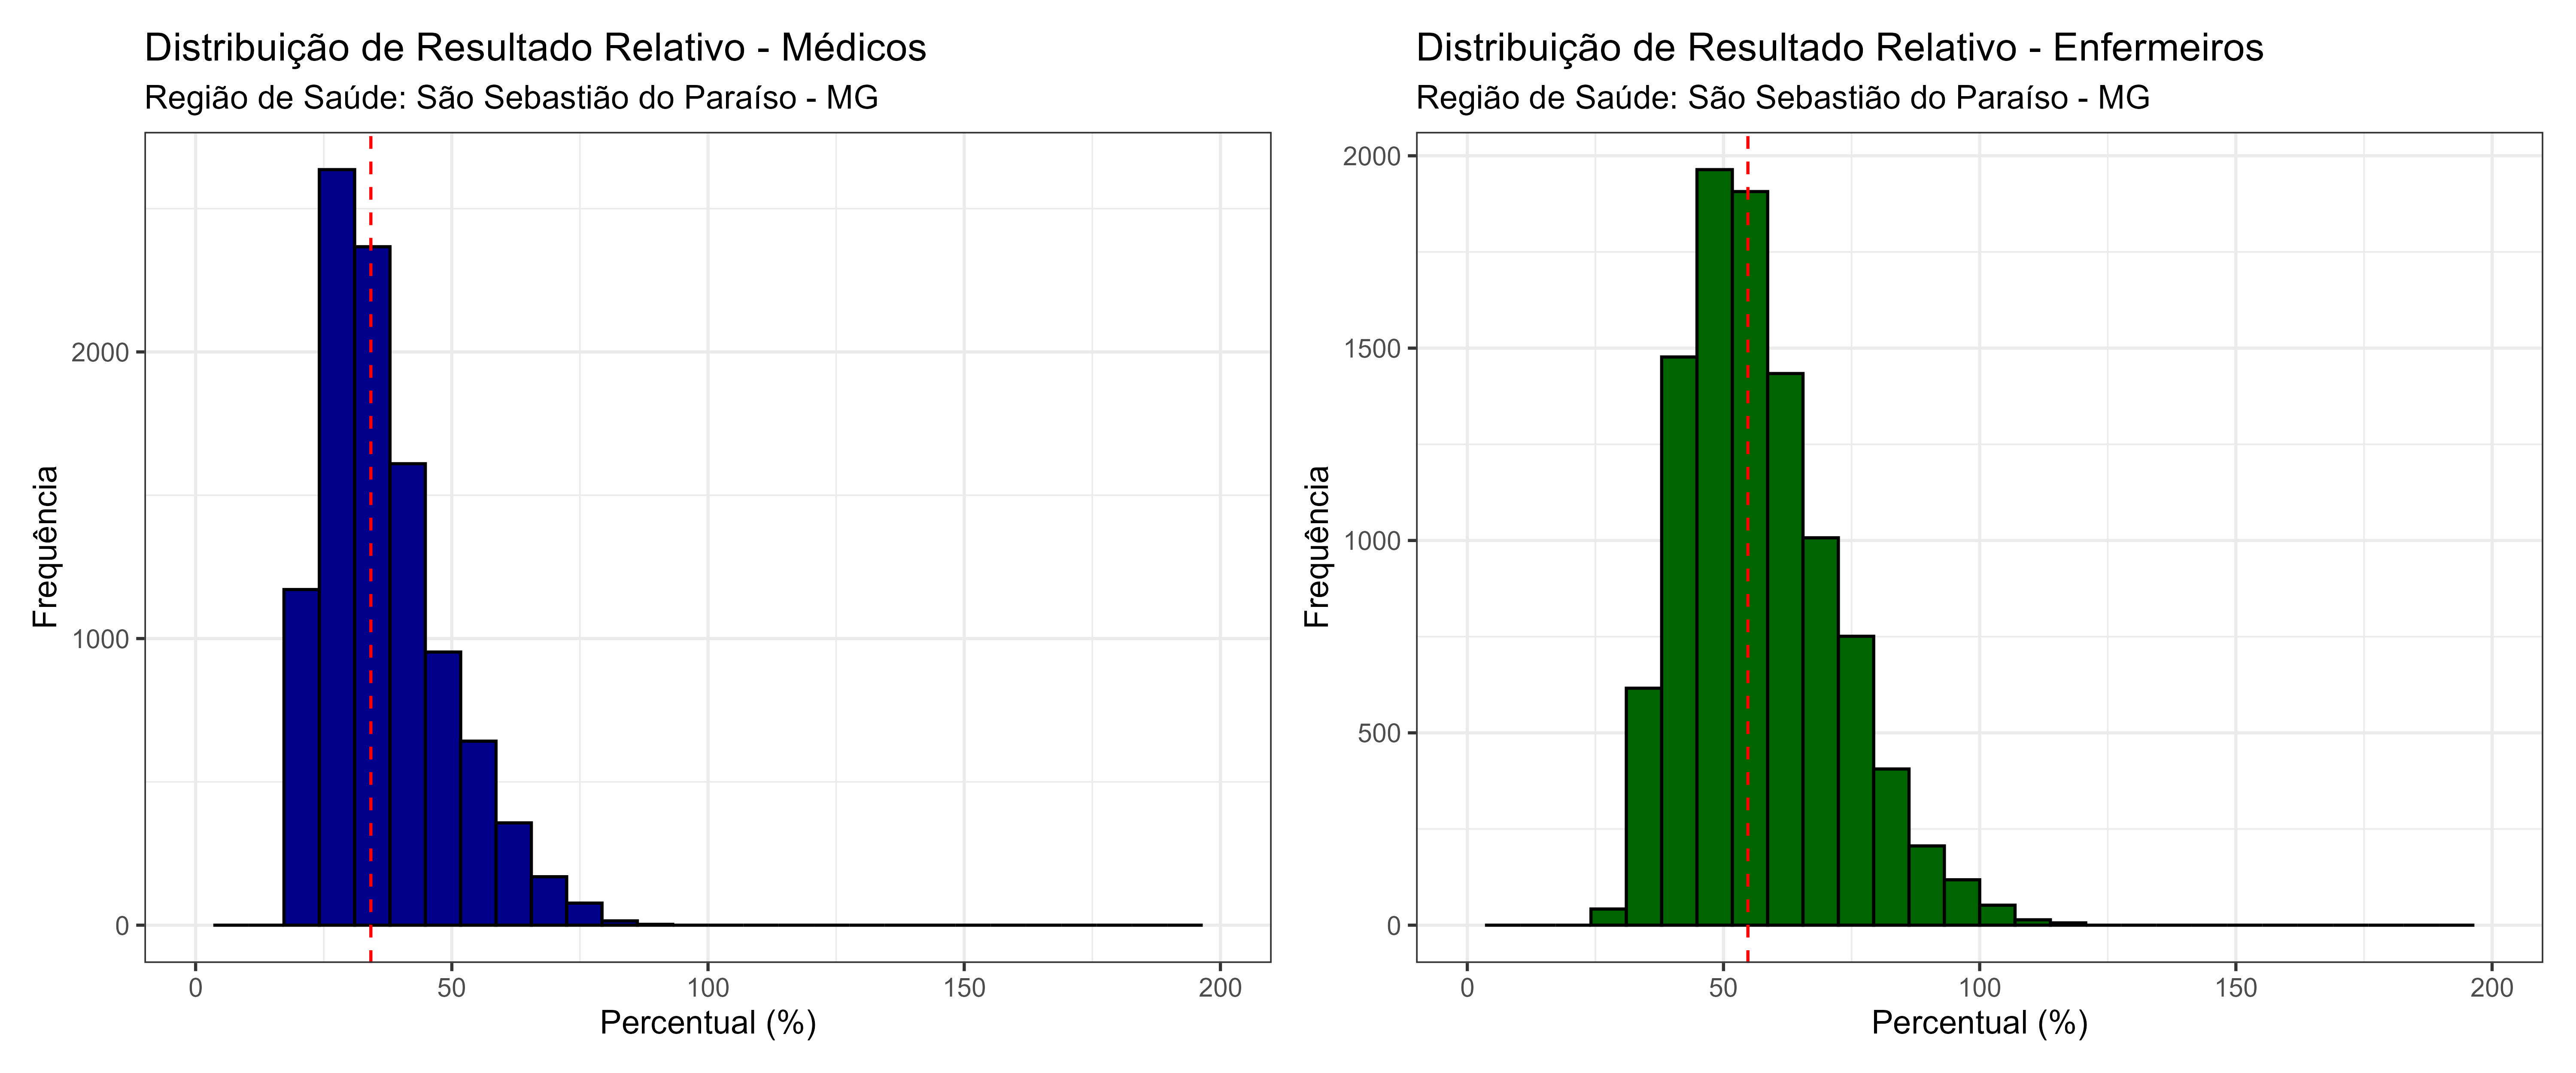 Distribuição de Resultado Relativo - Médicos
Região de Saúde: São Sebastião do Paraíso - MG
Frequência
2000
1000
0
0 50 100 150 200
Percentual (%)
Distribuição de Resultado Relativo - Enfermeiros
Região de Saúde: São Sebastião do Paraíso - MG
Frequência
2000
1500
1000
500
0
0 50 100 150 200
Percentual (%)